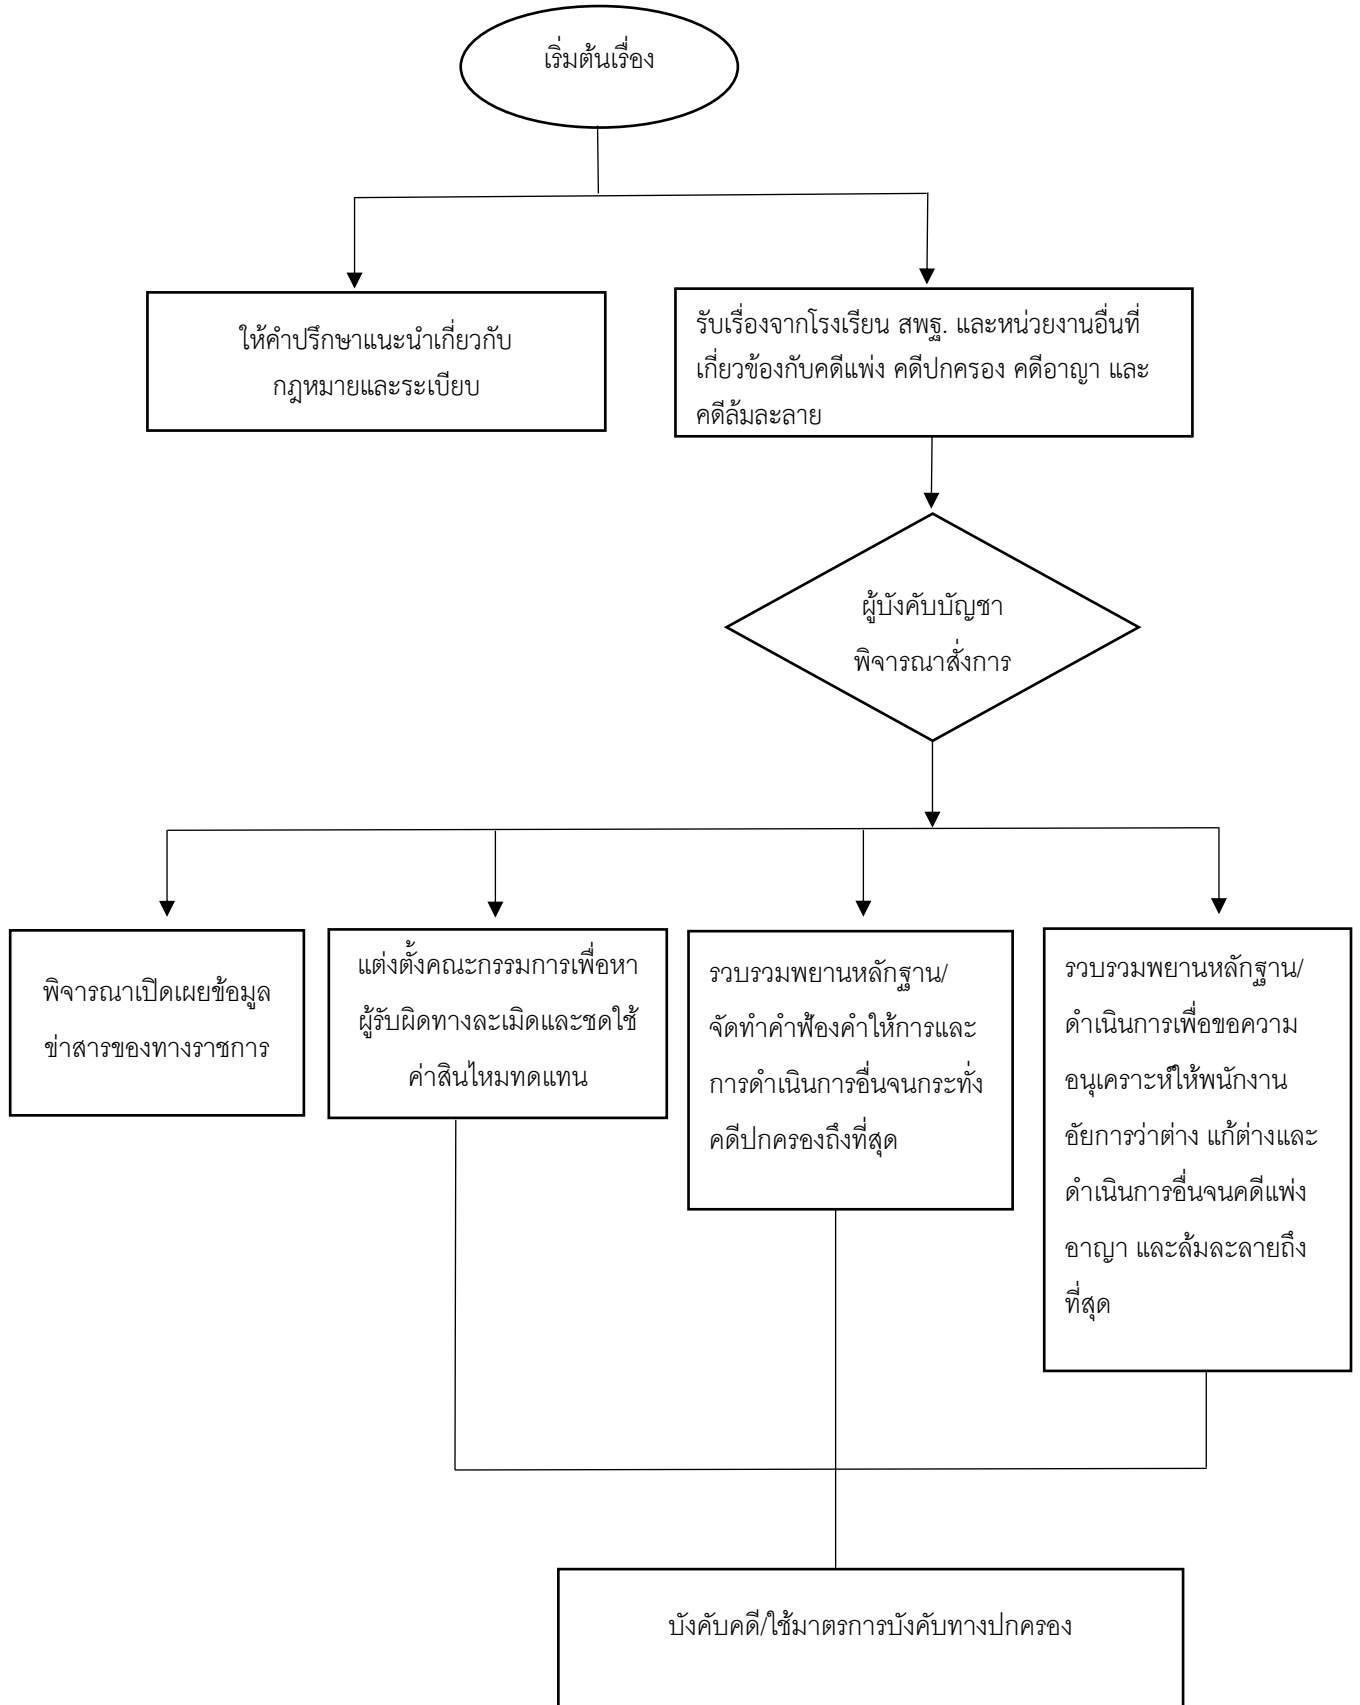 เริ่มต้นเรื่อง
ให้คำปรึกษาแนะนำเกี่ยวกับ
กฎหมายและระเบียบ
รับเรื่องจากโรงเรียน สพฐ. และหน่วยงานอื่นที่
เกี่ยวข้องกับคดีแพ่ง คดีปกครอง คดีอาญา และ
คดีล้มละลาย
ผู้บังคับบัญชา
พิจารณาสั่งการ
พิจารณาเปิดเผยข้อมูล
ข่าสารของทางราชการ
แต่งตั้งคณะกรรมการเพื่อหา
ผู้รับผิดทางละเมิดและชดใช้
ค่าสินไหมทดแทน
รวบรวมพยานหลักฐาน/
จัดทำคำฟ้องคำให้การและ
การดำเนินการอื่นจนกระทั่ง
คดีปกครองถึงที่สุด
รวบรวมพยานหลักฐาน/
ดำเนินการเพื่อขอความ
อนุเคราะห์ให้พนักงาน
อัยการว่าต่าง แก้ต่างและ
ดำเนินการอื่นจนคดีแพ่ง
อาญา และล้มละลายถึง
ที่สุด
บังคับคดี/ใช้มาตรการบังคับทางปกครอง